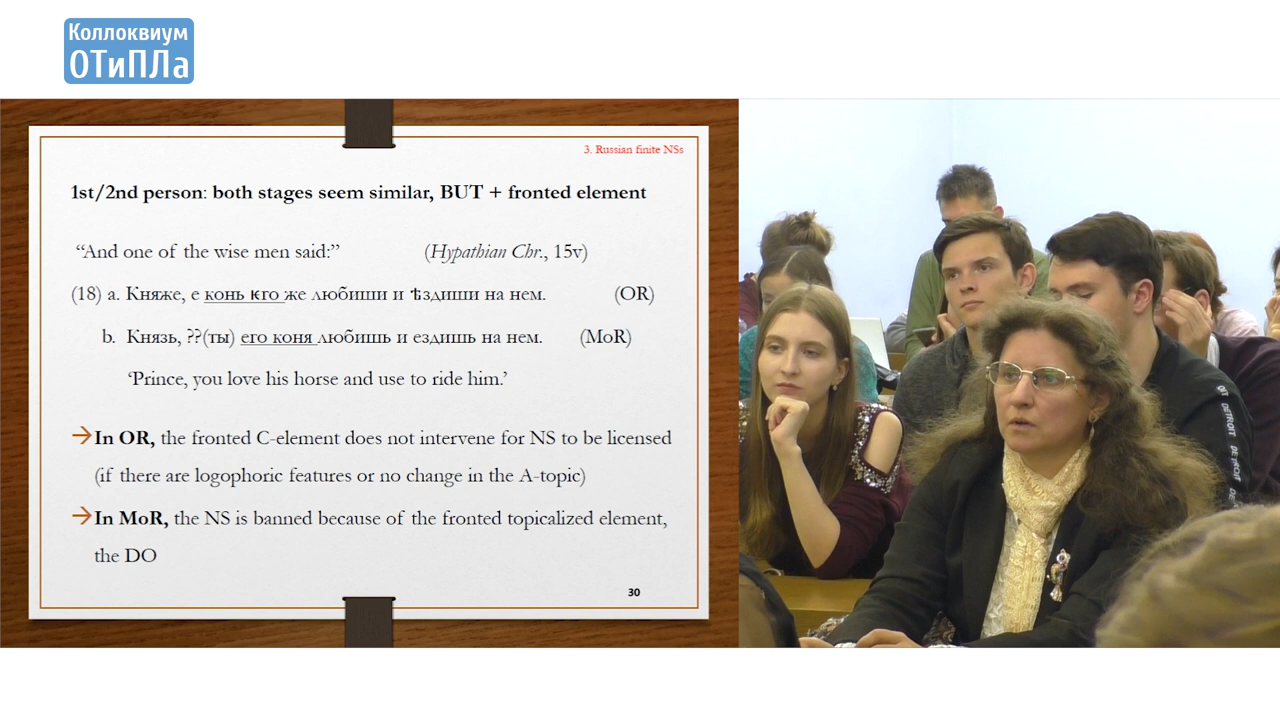 Коллоквиум
ОТиПЛа
3. Russian finite NSs
1st/2nd person: both stages seem similar, BUT + fronted element
“And one of the wise men said:” (Hypathian Chr., 15v)
(18) a. Княже, е конь ѥго же любиши и ѣздиши на нем. (OR)
b. Князь, ??(ты) его коня любишь и ездишь на нем. (MoR)
‘Prince, you love his horse and use to ride him.’
→In OR, the fronted C-element does not intervene for NS to be licensed
(if there are logophoric features or no change in the A-topic)
→In MoR, the NS is banned because of the fronted topicalized element,
the DO
30
DETROIT